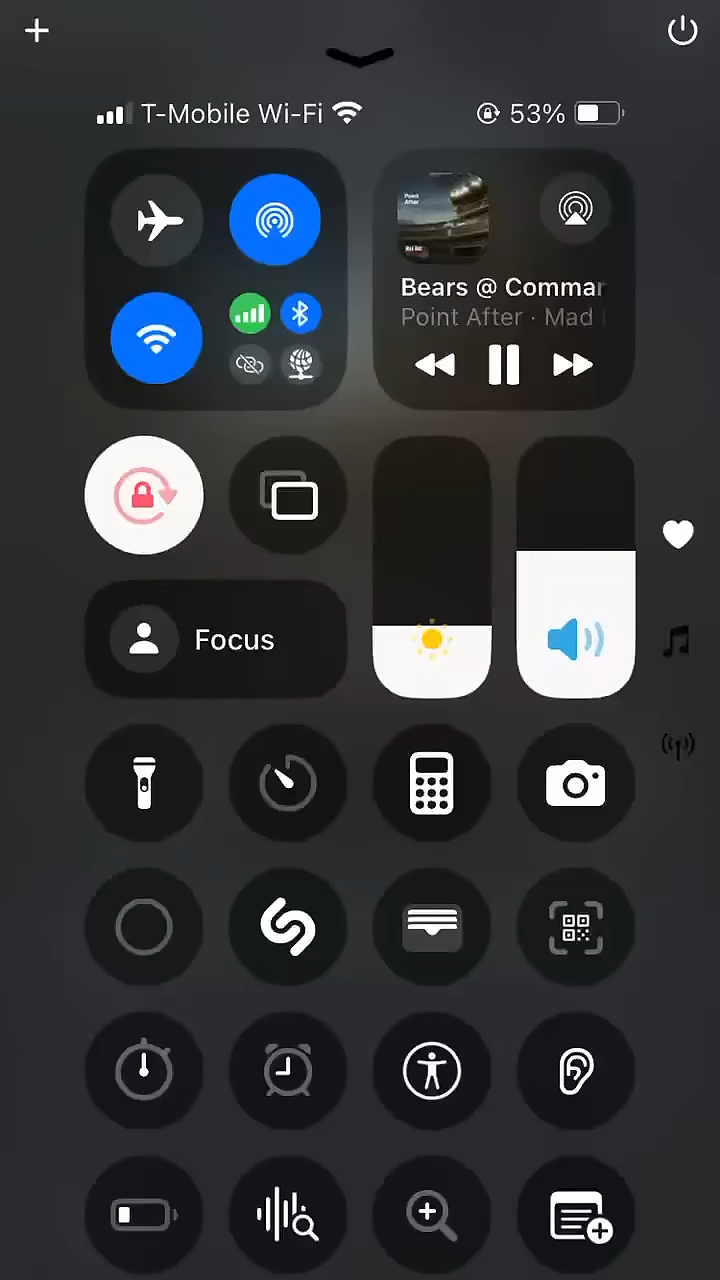 T-Mobile Wi-Fi
53%
Point
After
Bears @ Commar
Point After · Mad
Focus